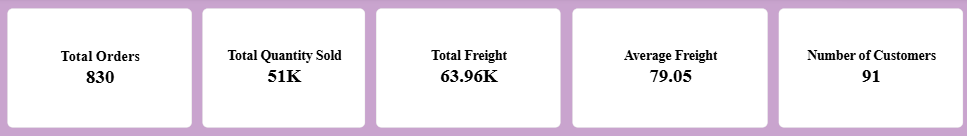 Total Orders
830
Total Quantity Sold
51K
Total Freight
63.96K
Average Freight
79.05
Number of Customers
91